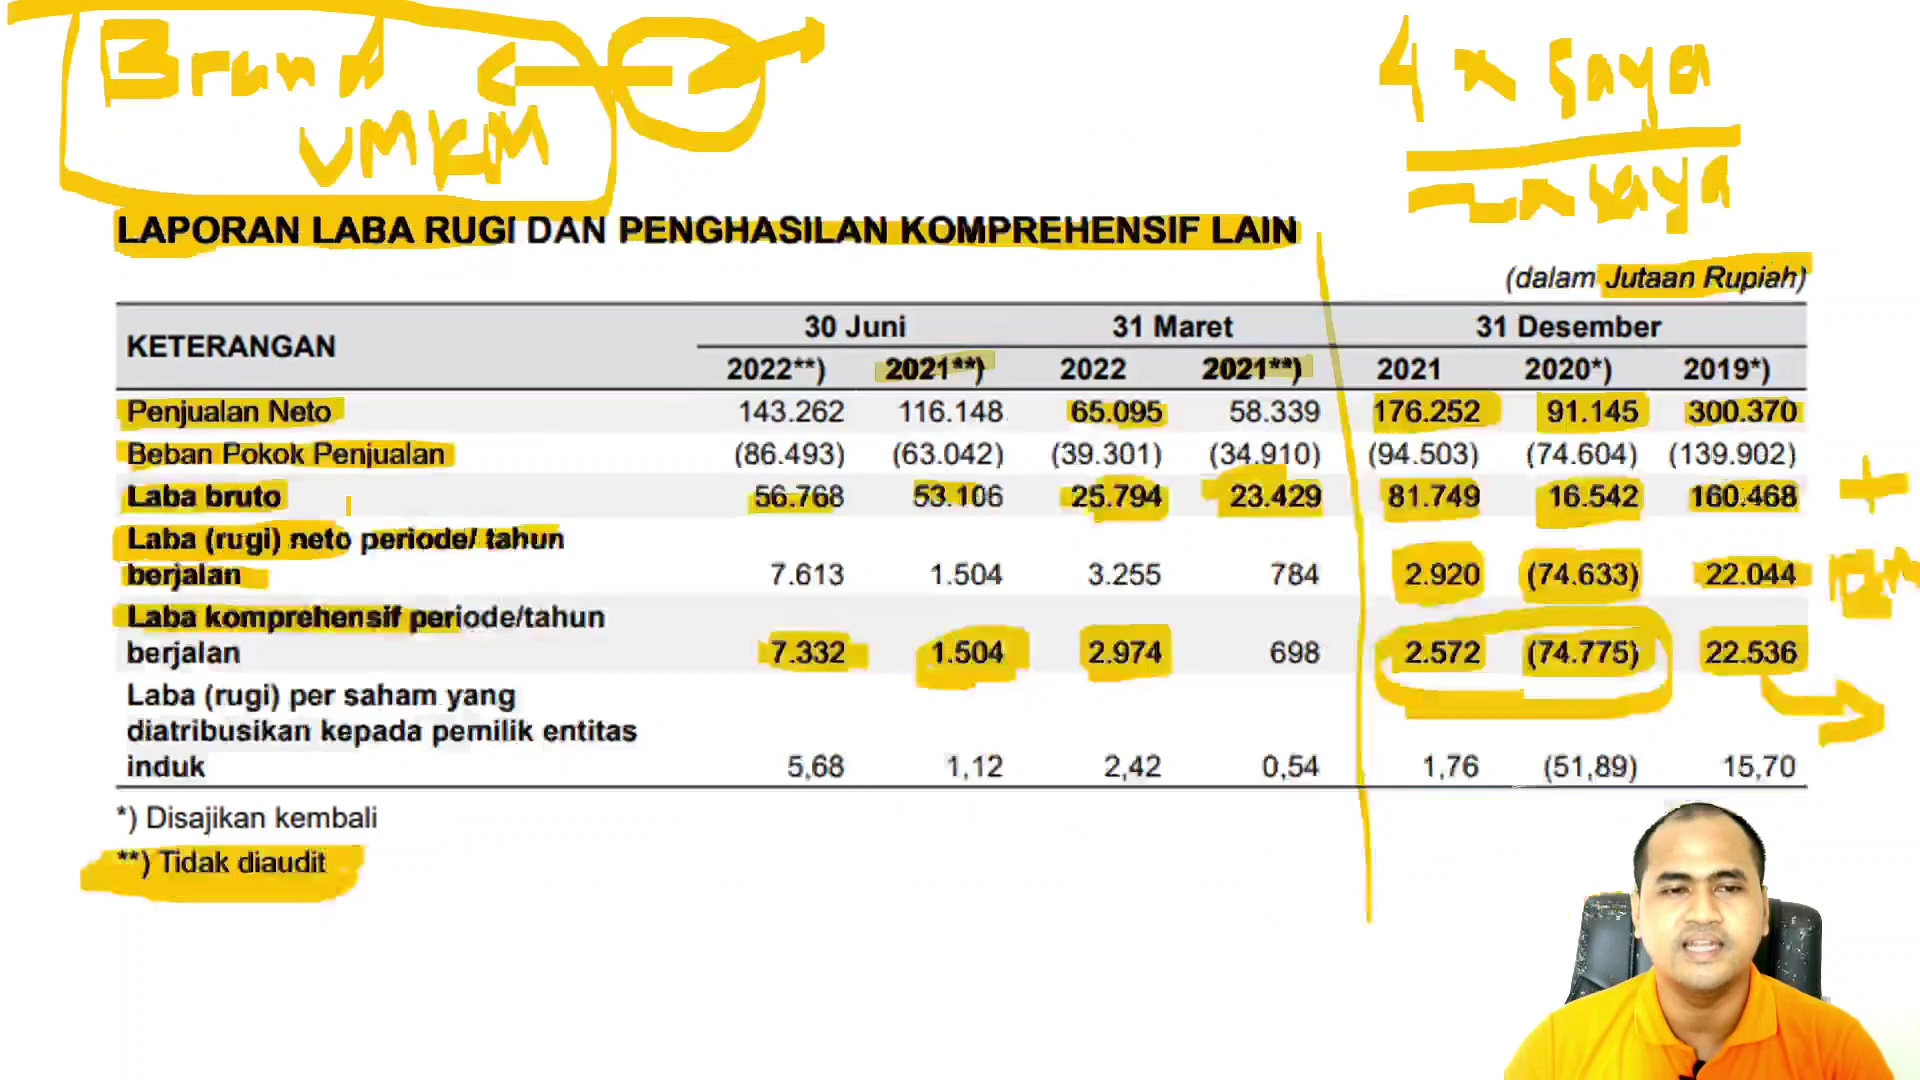 Brand
UMKM
4 x saya
saya
LAPORAN LABA RUGI DAN PENGHASILAN KOMPREHENSIF LAIN
(dalam Jutaan Rupiah)
KETERANGAN 30 Juni 31 Maret 31 Desember
2022**) 2021**) 2022 2021**) 2021 2020*) 2019*)
Penjualan Neto 143.262 116.148 65.095 58.339 176.252 91.145 300.370
Beban Pokok Penjualan (86.493) (63.042) (39.301) (34.910) (94.503) (74.604) (139.902)
Laba bruto 56.768 53.106 25.794 23.429 81.749 16.542 160.468
Laba (rugi) neto periode/ tahun
berjalan 7.613 1.504 3.255 784 2.920 (74.633) 22.044
Laba komprehensif periode/tahun
berjalan 7.332 1.504 2.974 698 2.572 (74.775) 22.536
Laba (rugi) per saham yang
diatribusikan kepada pemilik entitas
induk 5,68 1,12 2,42 0,54 1,76 (51,89) 15,70
*) Disajikan kembali
**) Tidak diaudit